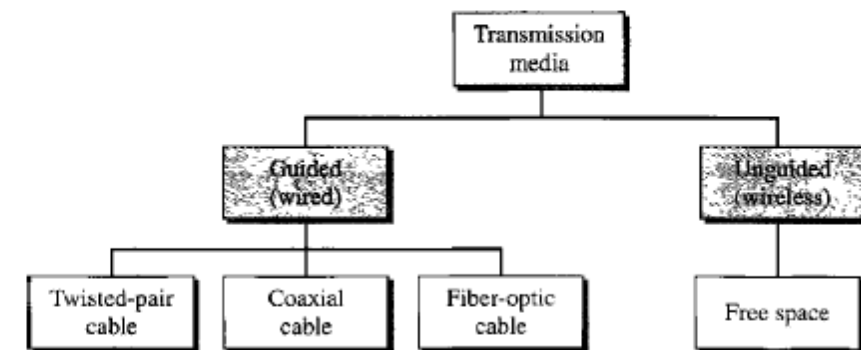 Transmission
media
Guided
(wired)
Unguided
(wireless)
Twisted-pair
cable
Coaxial
cable
Fiber-optic
cable
Free space